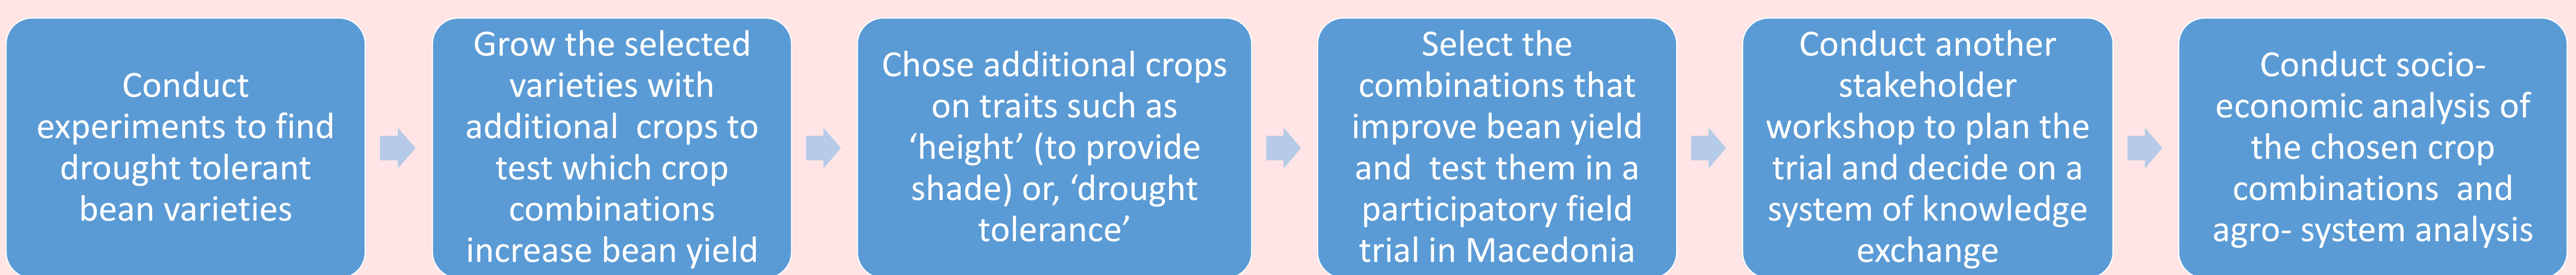 Conduct
experiments to find
drought tolerant
bean varieties
Grow the selected
varieties with
additional crops to
test which crop
combinations
increase bean yield
Chose additional crops
on traits such as
‘height’ (to provide
shade) or, ‘drought
tolerance’
Select the
combinations that
improve bean yield
and test them in a
participatory field
trial in Macedonia
Conduct another
stakeholder
workshop to plan the
trial and decide on a
system of knowledge
exchange
Conduct socio-
economic analysis of
the chosen crop
combinations and
agro- system analysis